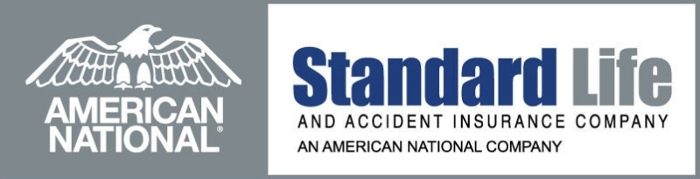 AMERICAN
NATIONAL®
Standard Life
AND ACCIDENT INSURANCE COMPANY
AN AMERICAN NATIONAL COMPANY